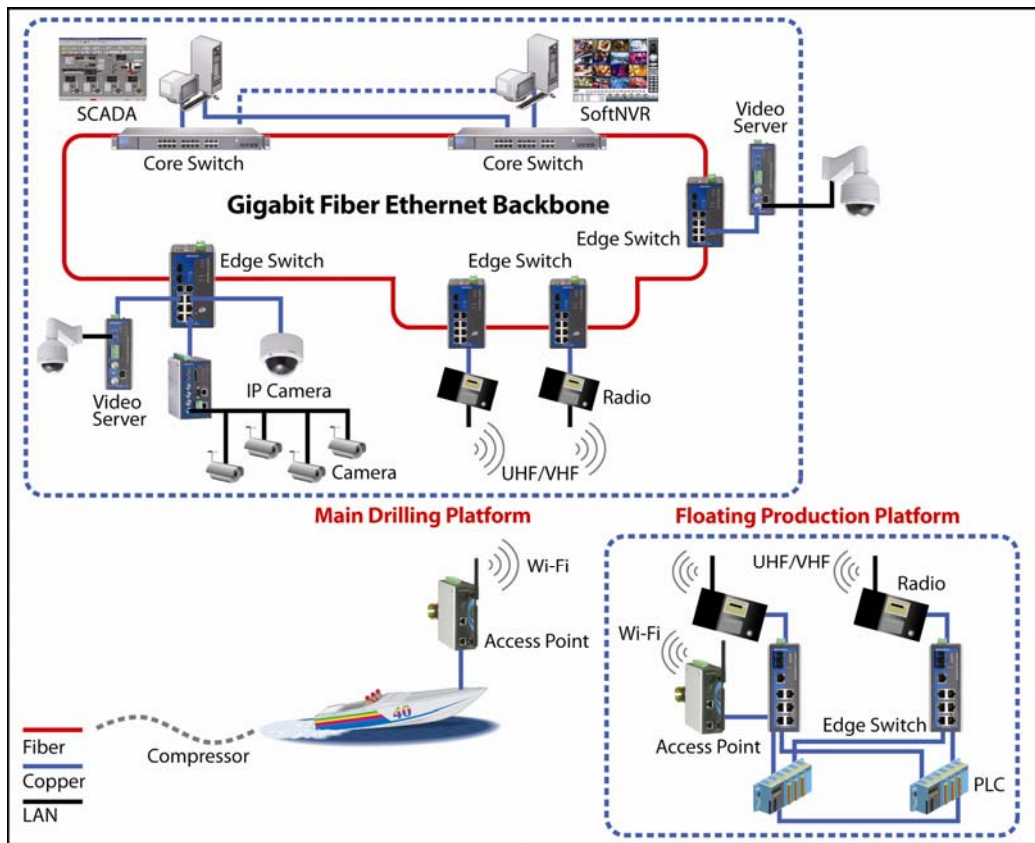 SCADA
SoftNVR
Video
Server
Core Switch
Core Switch
Gigabit Fiber Ethernet Backbone
Edge Switch
Edge Switch
Edge Switch
Video
Server
IP Camera
Radio
Camera
UHF/VHF
Main Drilling Platform
Floating Production Platform
Wi-Fi
UHF/VHF
Radio
Wi-Fi
Access Point
40
Edge Switch
Access Point
Compressor
PLC
Fiber
Copper
LAN